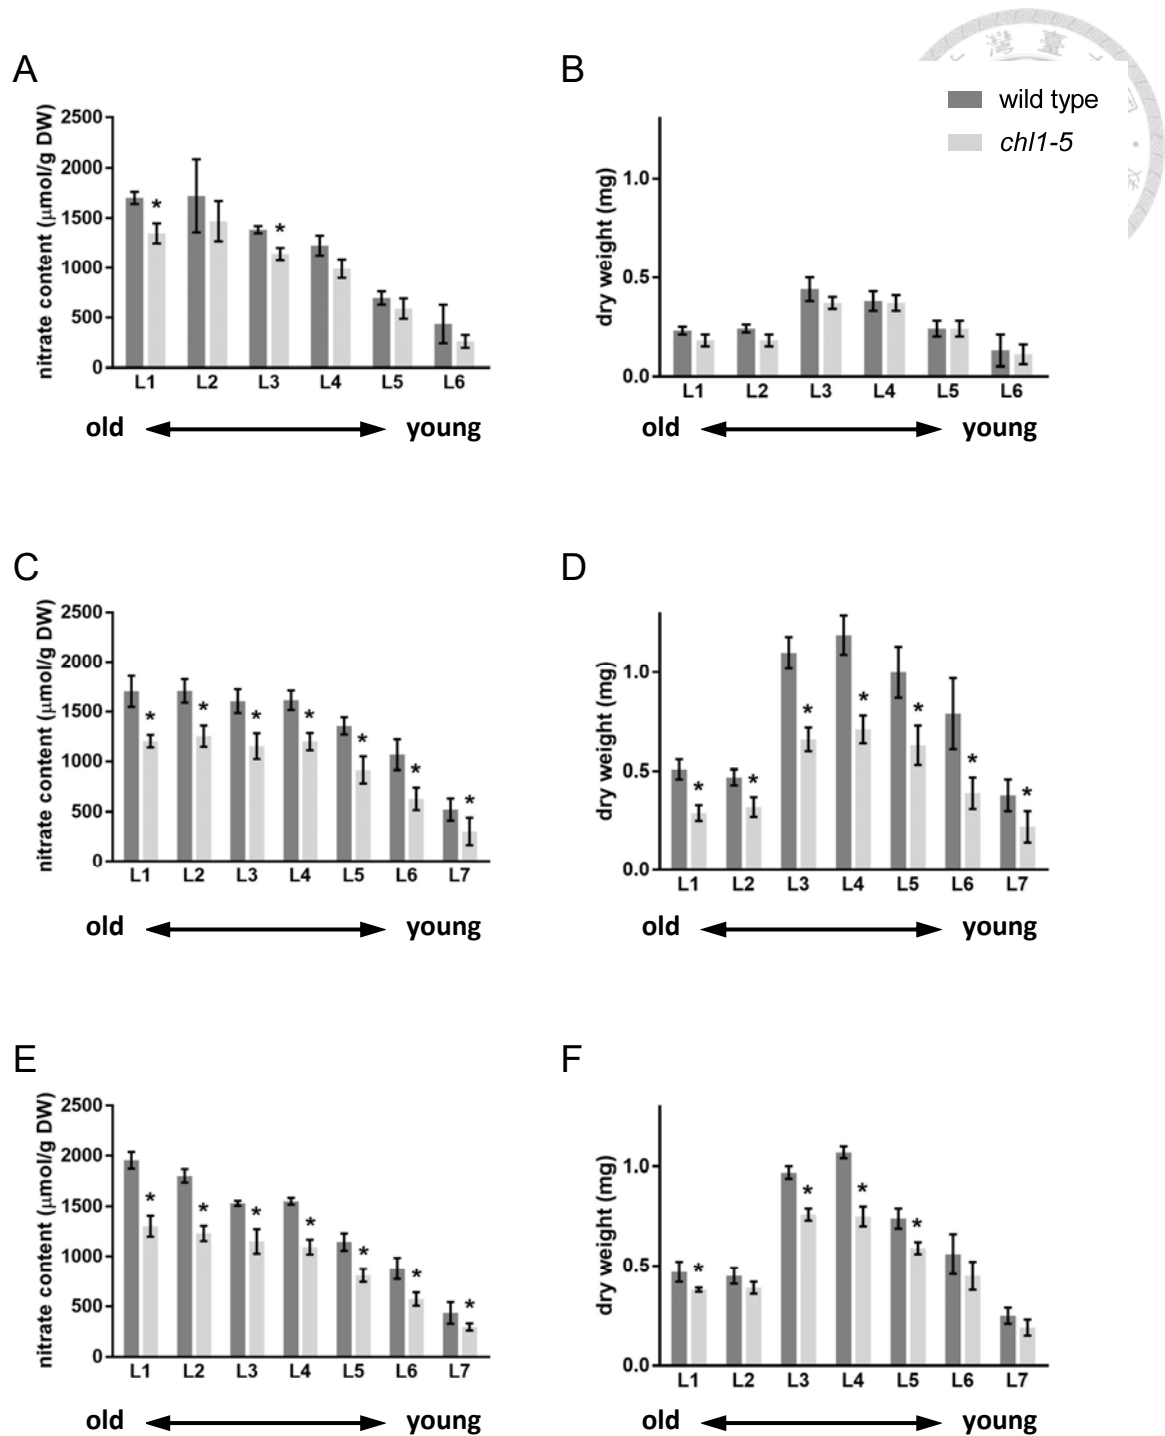 A
nitrate content (μmol/g DW)
2500
2000
1500
1000
500
0
* *
L1 L2 L3 L4 L5 L6
old young
B
灣臺
wild type
chl1-5
dry weight (mg)
1.0
0.5
0.0
L1 L2 L3 L4 L5 L6
old young
C
nitrate content (μmol/g DW)
2500
2000
1500
1000
500
0
* * * * * * *
L1 L2 L3 L4 L5 L6 L7
old young
D
dry weight (mg)
1.0
0.5
0.0
* * * * * * *
L1 L2 L3 L4 L5 L6 L7
old young
E
nitrate content (μmol/g DW)
2500
2000
1500
1000
500
0
* * * * * * *
L1 L2 L3 L4 L5 L6 L7
old young
F
dry weight (mg)
1.0
0.5
0.0
* * * *
L1 L2 L3 L4 L5 L6 L7
old young